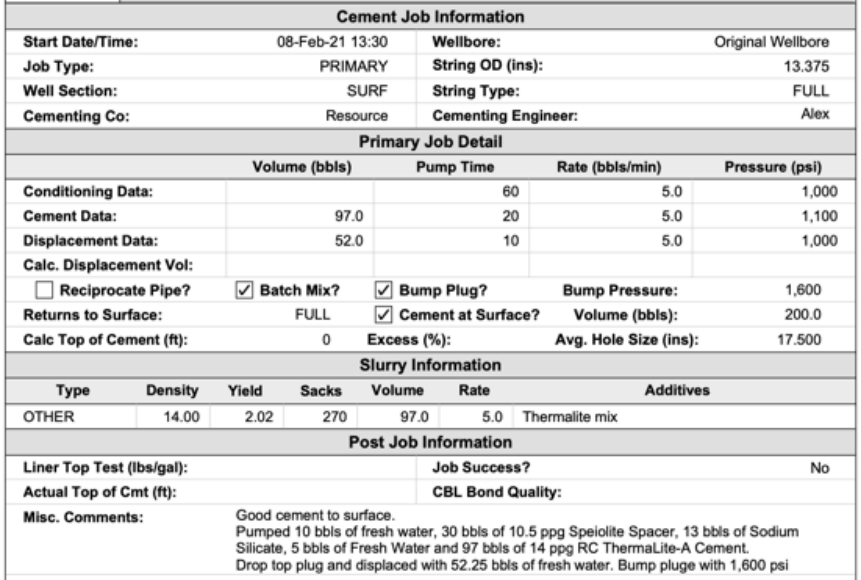 Cement Job Information
Start Date/Time: 08-Feb-21 13:30 Wellbore: Original Wellbore
Job Type: PRIMARY String OD (ins): 13.375
Well Section: SURF String Type: FULL
Cementing Co: Resource Cementing Engineer: Alex
Primary Job Detail
Volume (bbls) Pump Time Rate (bbls/min) Pressure (psi)
Conditioning Data: 60 5.0 1,000
Cement Data: 97.0 20 5.0 1,100
Displacement Data: 52.0 10 5.0 1,000
Calc. Displacement Vol:
Reciprocate Pipe? Batch Mix? Bump Plug? Bump Pressure: 1,600
Returns to Surface: FULL Cement at Surface? Volume (bbls): 200.0
Calc Top of Cement (ft): 0 Excess (%): Avg. Hole Size (ins): 17.500
Slurry Information
Type Density Yield Sacks Volume Rate Additives
OTHER 14.00 2.02 270 97.0 5.0 Thermalite mix
Post Job Information
Liner Top Test (lbs/gal): Job Success? No
Actual Top of Cmt (ft): CBL Bond Quality:
Misc. Comments: Good cement to surface.
Pumped 10 bbls of fresh water, 30 bbls of 10.5 ppg Speiolite Spacer, 13 bbls of Sodium
Silicate, 5 bbls of Fresh Water and 97 bbls of 14 ppg RC ThermaLite-A Cement.
Drop top plug and displaced with 52.25 bbls of fresh water. Bump pluge with 1,600 psi